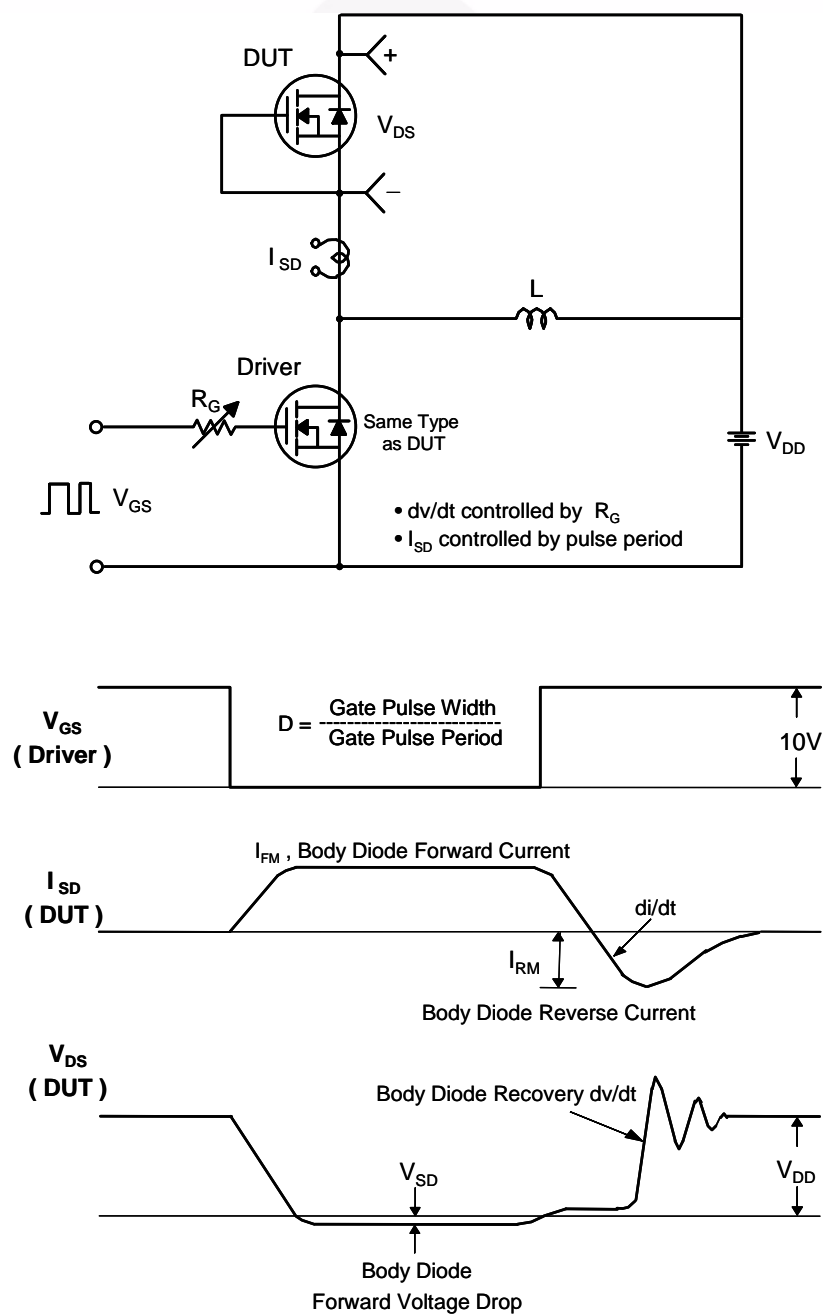 DUT
+
V_DS
–
I_SD
L
Driver
R_G
Same Type
as DUT
V_DD
V_GS
• dv/dt controlled by R_G
• I_SD controlled by pulse period
V_GS
( Driver )
D = Gate Pulse Width
Gate Pulse Period
10V
I_FM , Body Diode Forward Current
I_SD
( DUT )
di/dt
I_RM
Body Diode Reverse Current
V_DS
( DUT )
Body Diode Recovery dv/dt
V_SD
V_DD
Body Diode
Forward Voltage Drop